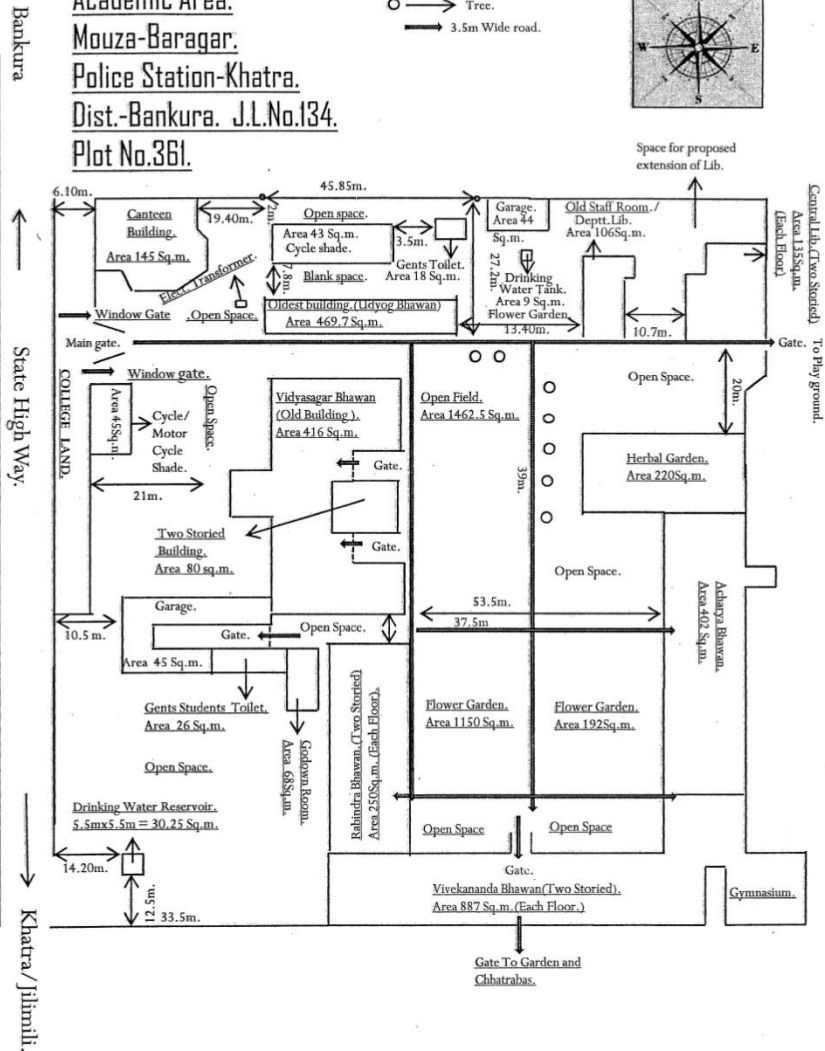 Academic Area.
Mouza-Baragar.
Police Station-Khatra.
Dist.-Bankura. J.L.No.134.
Plot No.361.
Tree.
3.5m Wide road.
W
E
S
Bankura
State High Way.
Khatra/Jilimili.
Space for proposed
extension of Lib.
6.10m.
45.85m.
Canteen
Building.
Area 145 Sq.m.
19.40m.
2m.
Open space.
Area 43 Sq.m.
Cycle shade.
3.5m.
Gents Toilet.
Area 18 Sq.m.
Garage.
Area 44
Sq.m.
Old Staff Room./
Deptt.Lib.
Area 106Sq.m.
Central Lib.(Two Storied)
Area 135Sq.m.
(Each Floor)
Elect. Transformer.
7.8m.
Blank space.
27.2m.
Drinking
Water Tank.
Area 9 Sq.m.
Flower Garden.
13.40m.
10.7m.
Window Gate
.Open Space.
Oldest building.(Udyog Bhawan)
Area 469.7 Sq.m.
Main gate.
Gate.
To Play ground.
Window gate.
COLLEGE LAND.
Area 45Sq.m.
Cycle/
Motor
Cycle
Shade.
Open Space.
21m.
Vidyasagar Bhawan
(Old Building ).
Area 416 Sq.m.
Gate.
Gate.
Two Storied
Building.
Area 80 sq.m.
Open Field.
Area 1462.5 Sq.m.
39m.
Open Space.
20m.
Herbal Garden.
Area 220Sq.m.
Open Space.
Acharya Bhawan.
Area 402 Sq.m.
53.5m.
37.5m
Garage.
10.5 m.
Gate.
Open Space.
Area 45 Sq.m.
Gents Students Toilet.
Area 26 Sq.m.
Godown Room.
Area 68Sq.m.
Rabindra Bhawan.(Two Storied)
Area 250Sq.m. (Each Floor).
Flower Garden.
Area 1150 Sq.m.
Flower Garden.
Area 192Sq.m.
Open Space.
Drinking Water Reservoir.
5.5mx5.5m = 30.25 Sq.m.
14.20m.
12.5m.
33.5m.
Open Space
Open Space
Gate.
Vivekananda Bhawan(Two Storied).
Area 887 Sq.m.(Each Floor.)
Gymnasium.
Gate To Garden and
Chhatrabas.